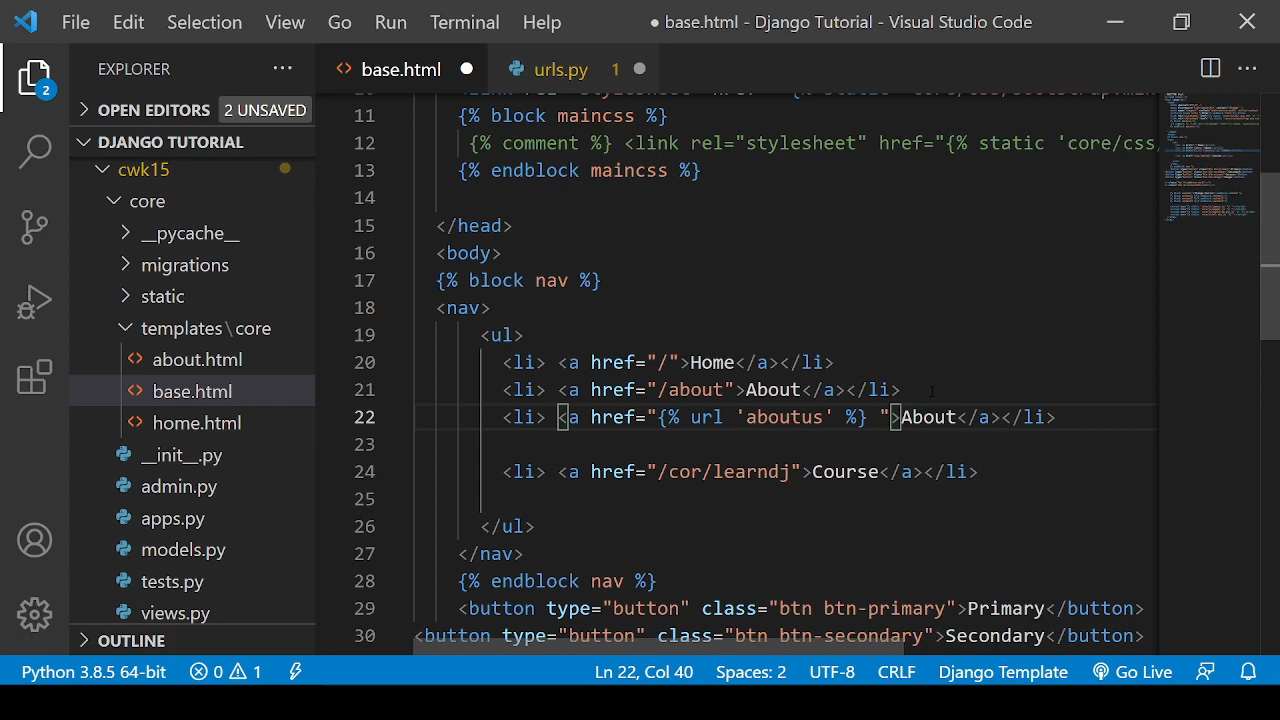 File Edit Selection View Go Run Terminal Help
● base.html - Django Tutorial - Visual Studio Code
2
EXPLORER
OPEN EDITORS 2 UNSAVED
DJANGO TUTORIAL
cwk15
core
__pycache__
migrations
static
templates\core
about.html
base.html
home.html
__init__.py
admin.py
apps.py
models.py
tests.py
views.py
OUTLINE
base.html
urls.py 1
11 {% block maincss %}
12 {% comment %} <link rel="stylesheet" href="{% static 'core/css/
13 {% endblock maincss %}
14
15 </head>
16 <body>
17 {% block nav %}
18 <nav>
19 <ul>
20 <li> <a href="/">Home</a></li>
21 <li> <a href="/about">About</a></li>
22 <li> <a href="{% url 'aboutus' %} ">About</a></li>
23
24 <li> <a href="/cor/learndj">Course</a></li>
25
26 </ul>
27 </nav>
28 {% endblock nav %}
29 <button type="button" class="btn btn-primary">Primary</button>
30 <button type="button" class="btn btn-secondary">Secondary</button>
Python 3.8.5 64-bit 0 1 Ln 22, Col 40 Spaces: 2 UTF-8 CRLF Django Template Go Live